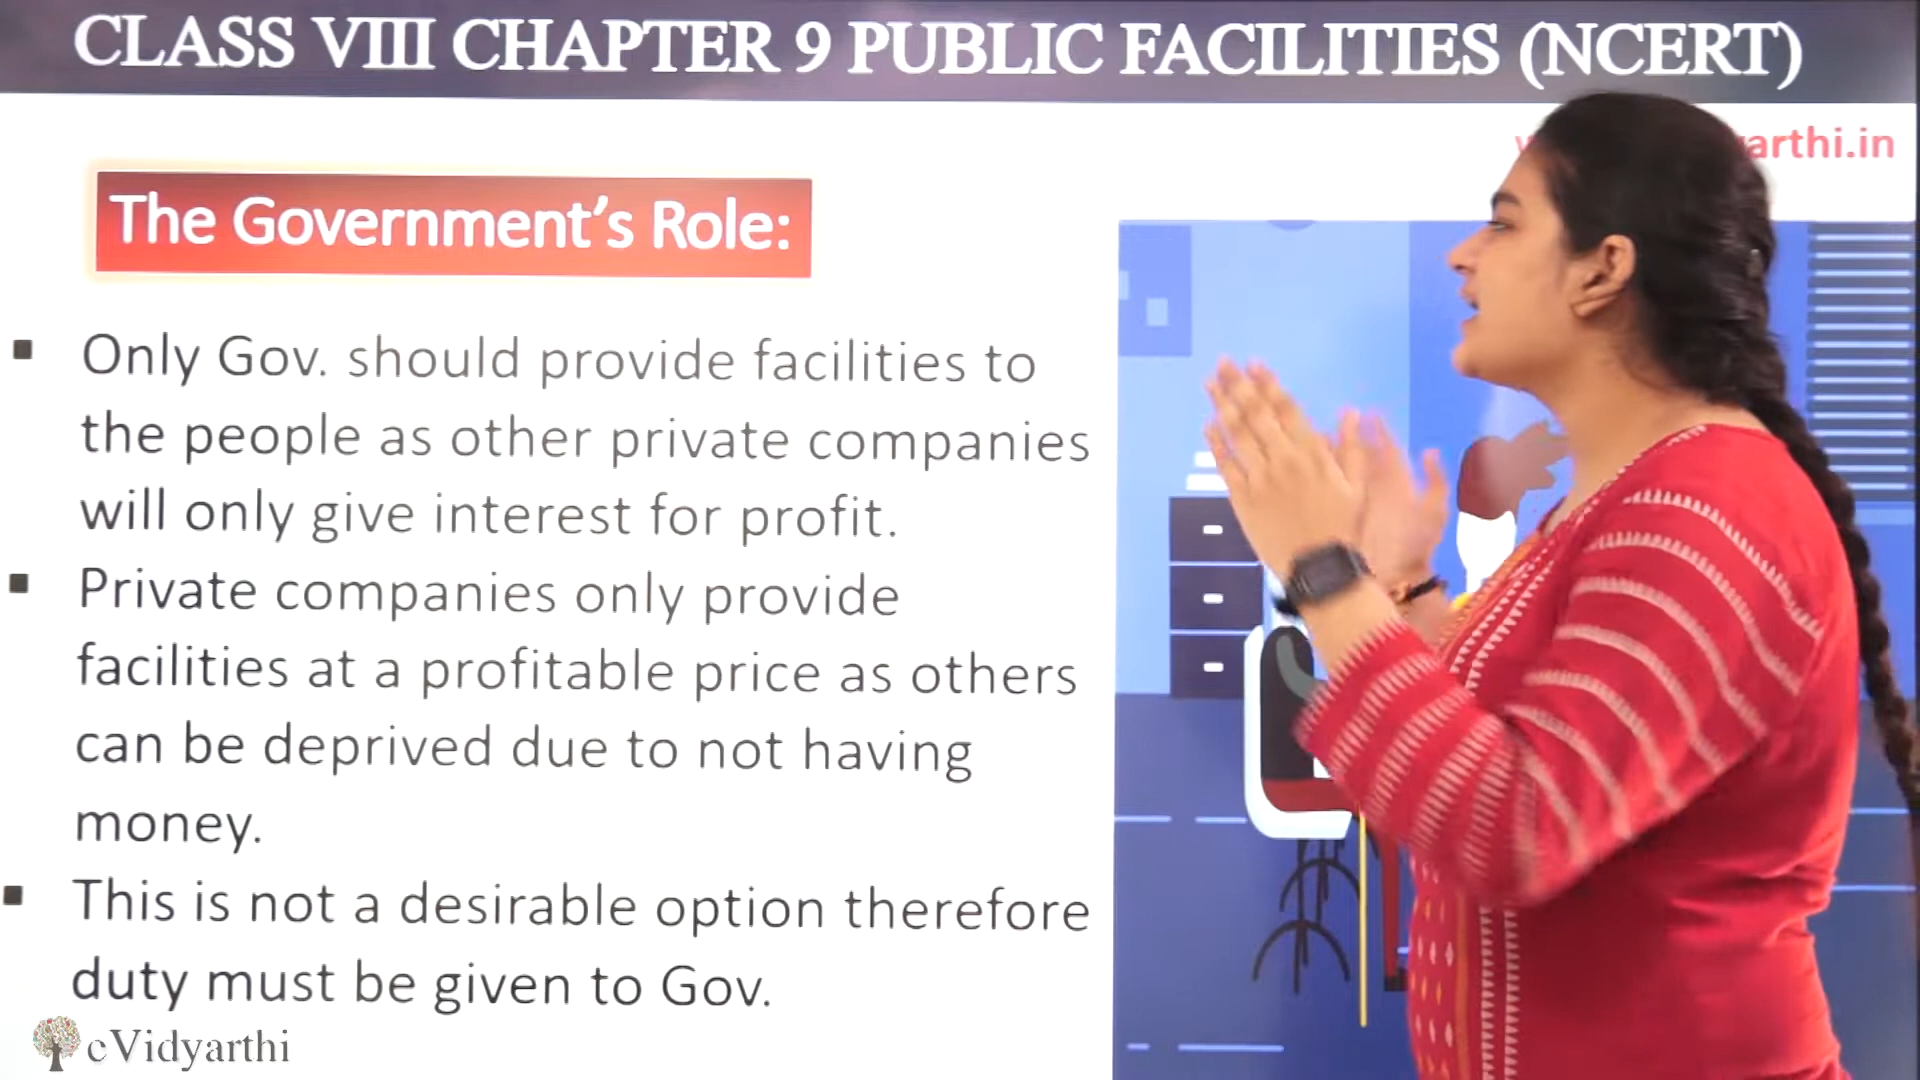 CLASS VIII CHAPTER 9 PUBLIC FACILITIES (NCERT)
arthi.in
The Government’s Role:
▪ Only Gov. should provide facilities to
the people as other private companies
will only give interest for profit.
▪ Private companies only provide
facilities at a profitable price as others
can be deprived due to not having
money.
▪ This is not a desirable option therefore
duty must be given to Gov.
eVidyarthi